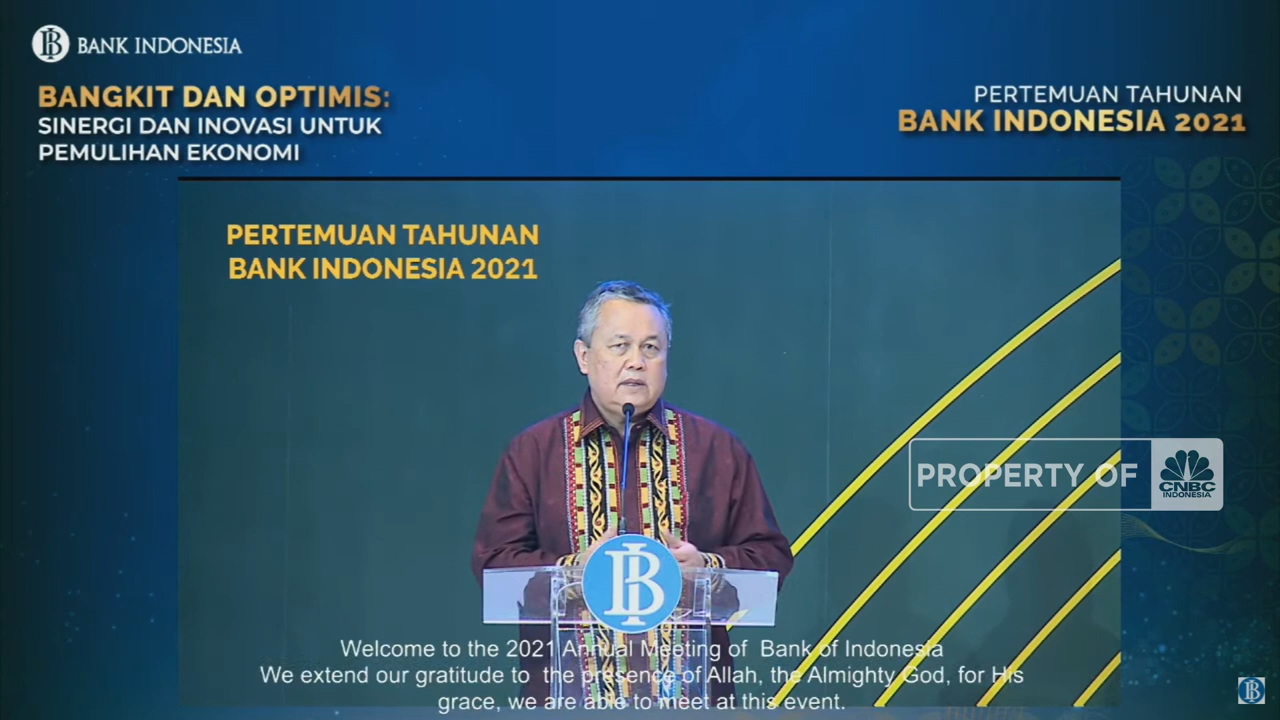 BANK INDONESIA
BANGKIT DAN OPTIMIS:
SINERGI DAN INOVASI UNTUK
PEMULIHAN EKONOMI
PERTEMUAN TAHUNAN
BANK INDONESIA 2021
PERTEMUAN TAHUNAN
BANK INDONESIA 2021
PROPERTY OF
CNBC
INDONESIA
Welcome to the 2021 Annual Meeting of Bank of Indonesia
We extend our gratitude to the presence of Allah, the Almighty God, for His
grace, we are able to meet at this event.